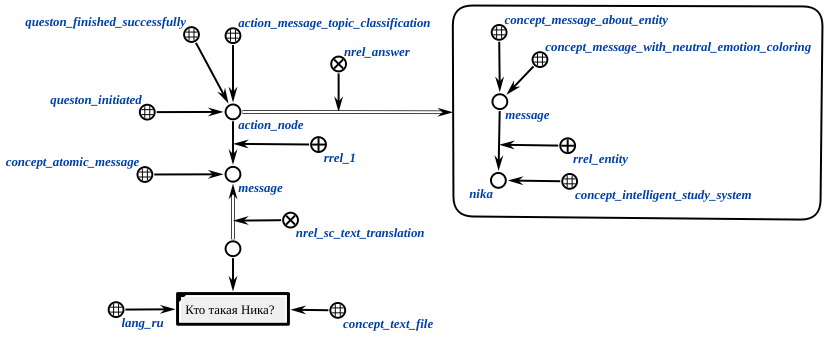 queston_finished_successfully
action_message_topic_classification
nrel_answer
queston_initiated
action_node
rrel_1
concept_atomic_message
message
nrel_sc_text_translation
Кто такая Ника?
lang_ru
concept_text_file
concept_message_about_entity
concept_message_with_neutral_emotion_coloring
message
rrel_entity
nika
concept_intelligent_study_system